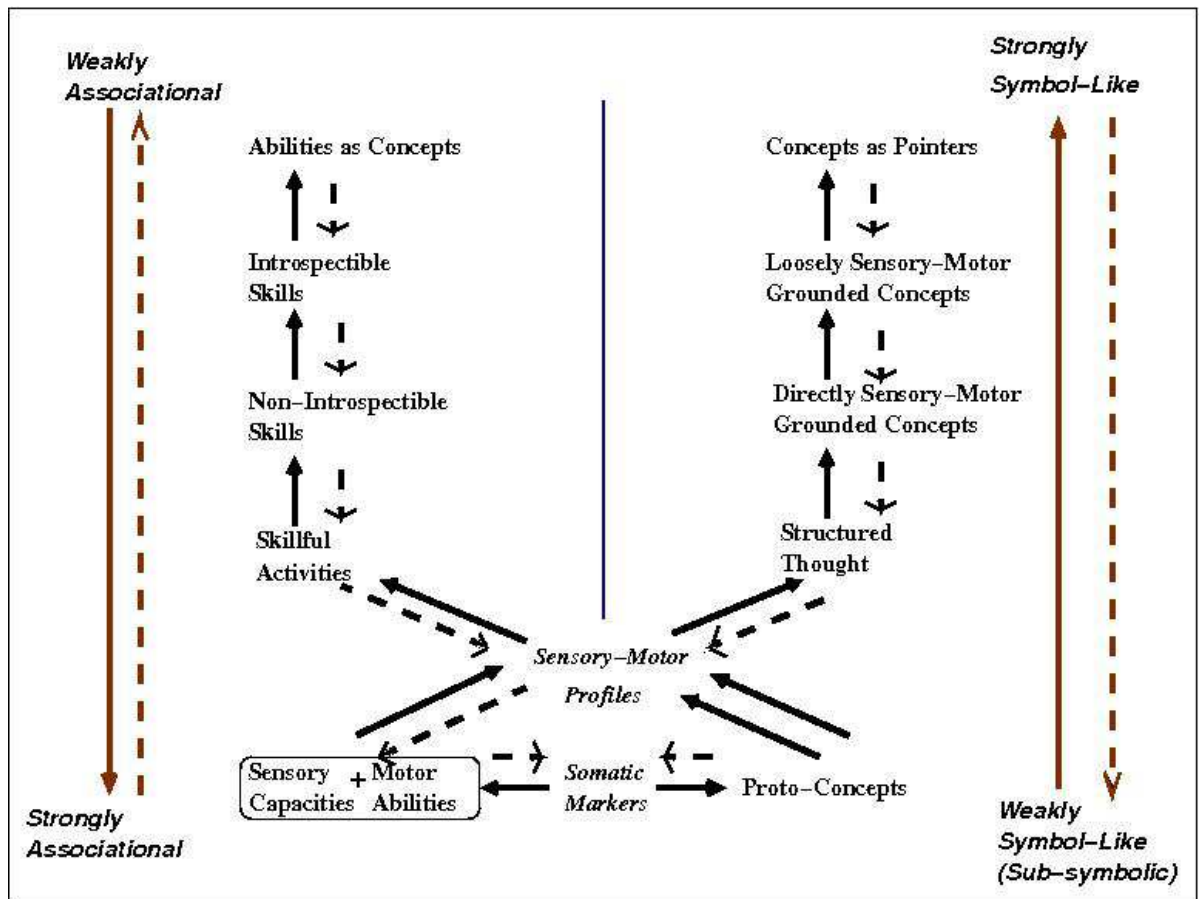 Weakly
Associational
Strongly
Symbol–Like
Abilities as Concepts
Concepts as Pointers
Introspectible
Skills
Loosely Sensory–Motor
Grounded Concepts
Non–Introspectible
Skills
Directly Sensory–Motor
Grounded Concepts
Skillful
Activities
Structured
Thought
Sensory–Motor
Profiles
Sensory + Motor
Capacities Abilities
Somatic
Markers
Proto–Concepts
Strongly
Associational
Weakly
Symbol–Like
(Sub–symbolic)